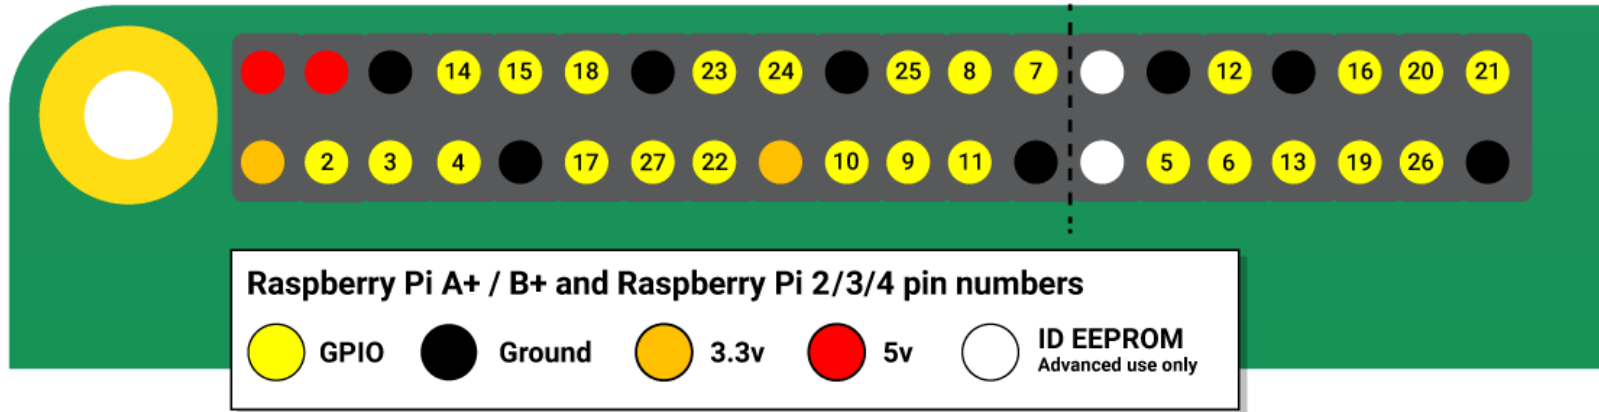 14 15 18 23 24 25 8 7 12 16 20 21
2 3 4 17 27 22 10 9 11 5 6 13 19 26
Raspberry Pi A+ / B+ and Raspberry Pi 2/3/4 pin numbers
GPIO Ground 3.3v 5v ID EEPROM
Advanced use only